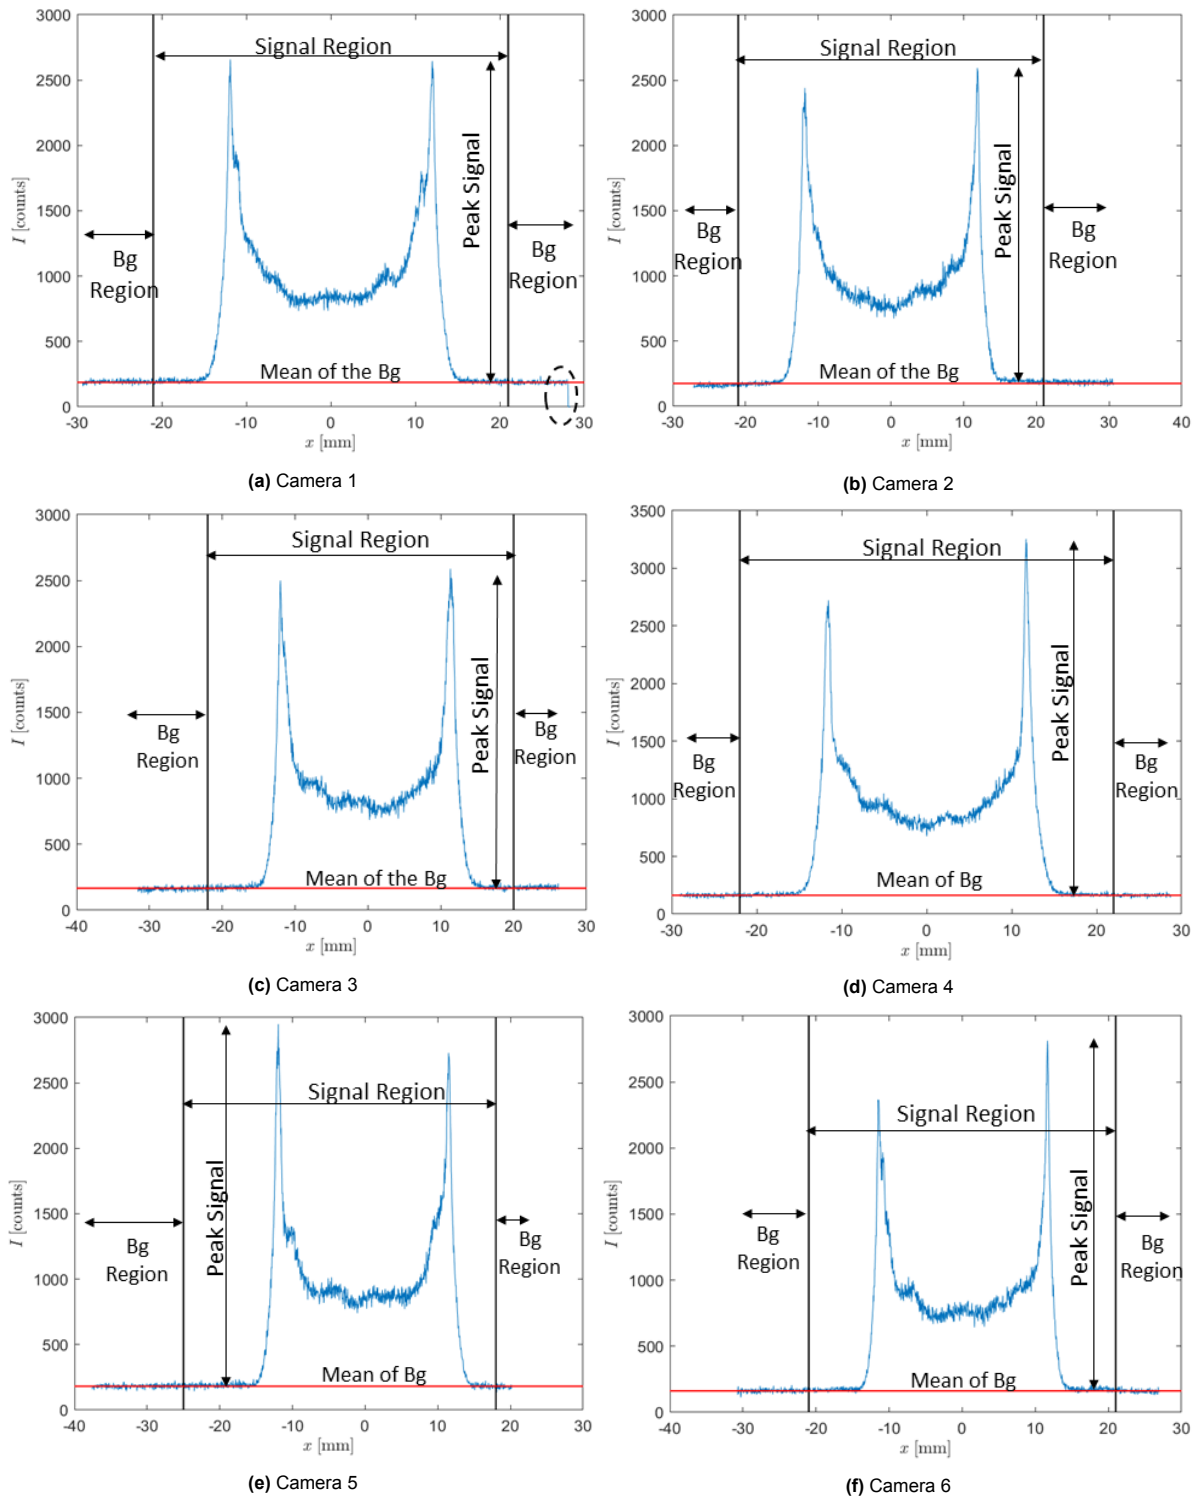 3000
2500
2000
1500
1000
500
0
I [counts]
Signal Region
Peak Signal
Bg
Region
Bg
Region
Mean of the Bg
-30 -20 -10 0 10 20 30
x [mm]
(a) Camera 1
3000
2500
2000
1500
1000
500
0
I [counts]
Signal Region
Peak Signal
Bg
Region
Bg
Region
Mean of the Bg
-30 -20 -10 0 10 20 30 40
x [mm]
(b) Camera 2
3000
2500
2000
1500
1000
500
0
I [counts]
Signal Region
Peak Signal
Bg
Region
Bg
Region
Mean of the Bg
-40 -30 -20 -10 0 10 20 30
x [mm]
(c) Camera 3
3500
3000
2500
2000
1500
1000
500
0
I [counts]
Signal Region
Peak Signal
Bg
Region
Bg
Region
Mean of Bg
-30 -20 -10 0 10 20 30
x [mm]
(d) Camera 4
3000
2500
2000
1500
1000
500
0
I [counts]
Signal Region
Peak Signal
Bg
Region
Bg
Region
Mean of Bg
-40 -30 -20 -10 0 10 20 30
x [mm]
(e) Camera 5
3000
2500
2000
1500
1000
500
0
I [counts]
Signal Region
Peak Signal
Bg
Region
Bg
Region
Mean of Bg
-40 -30 -20 -10 0 10 20 30
x [mm]
(f) Camera 6